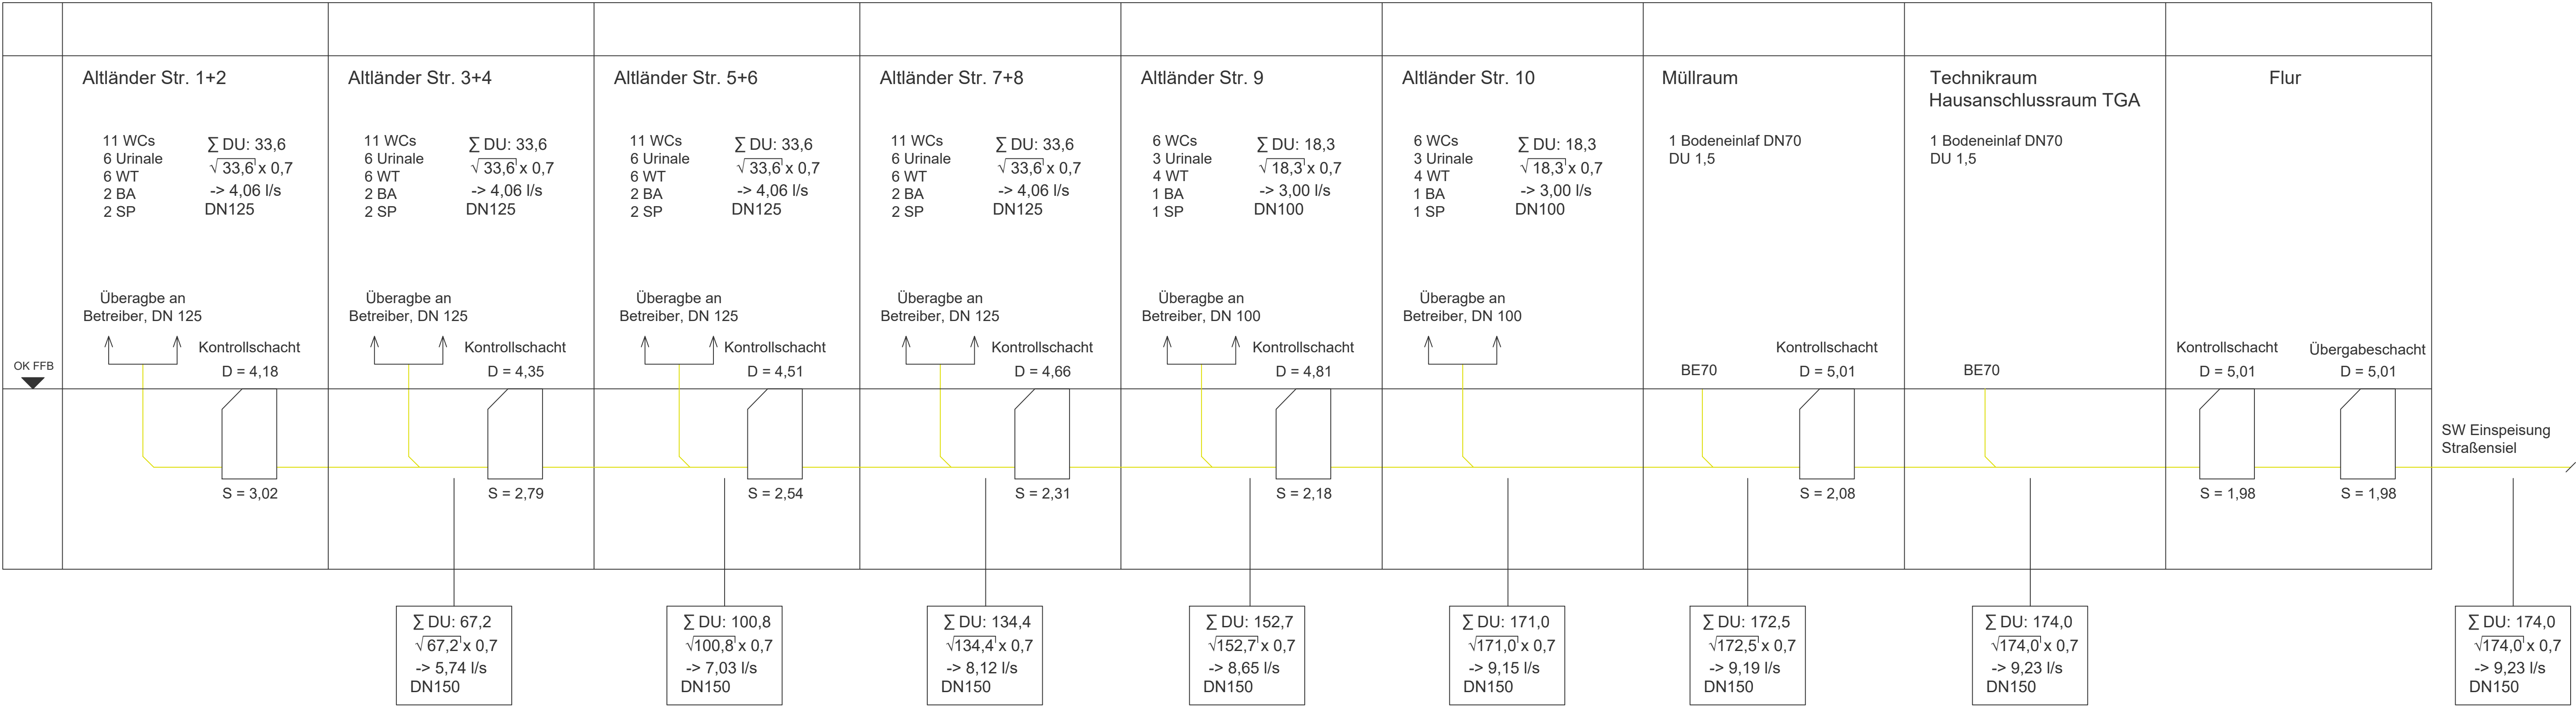 Altländer Str. 1+2
11 WCs
6 Urinale
6 WT
2 BA
2 SP
∑ DU: 33,6
√33,6 x 0,7
-> 4,06 l/s
DN125
Überagbe an
Betreiber, DN 125
Kontrollschacht
D = 4,18
S = 3,02
Altländer Str. 3+4
11 WCs
6 Urinale
6 WT
2 BA
2 SP
∑ DU: 33,6
√33,6 x 0,7
-> 4,06 l/s
DN125
Überagbe an
Betreiber, DN 125
Kontrollschacht
D = 4,35
S = 2,79
Altländer Str. 5+6
11 WCs
6 Urinale
6 WT
2 BA
2 SP
∑ DU: 33,6
√33,6 x 0,7
-> 4,06 l/s
DN125
Überagbe an
Betreiber, DN 125
Kontrollschacht
D = 4,51
S = 2,54
Altländer Str. 7+8
11 WCs
6 Urinale
6 WT
2 BA
2 SP
∑ DU: 33,6
√33,6 x 0,7
-> 4,06 l/s
DN125
Überagbe an
Betreiber, DN 125
Kontrollschacht
D = 4,66
S = 2,31
Altländer Str. 9
6 WCs
3 Urinale
4 WT
1 BA
1 SP
∑ DU: 18,3
√18,3 x 0,7
-> 3,00 l/s
DN100
Überagbe an
Betreiber, DN 100
Kontrollschacht
D = 4,81
S = 2,18
Altländer Str. 10
6 WCs
3 Urinale
4 WT
1 BA
1 SP
∑ DU: 18,3
√18,3 x 0,7
-> 3,00 l/s
DN100
Überagbe an
Betreiber, DN 100
Müllraum
1 Bodeneinlaf DN70
DU 1,5
BE70
Kontrollschacht
D = 5,01
S = 2,08
Technikraum
Hausanschlussraum TGA
1 Bodeneinlaf DN70
DU 1,5
BE70
Flur
Kontrollschacht
D = 5,01
S = 1,98
Übergabeschacht
D = 5,01
S = 1,98
OK FFB
SW Einspeisung
Straßensiel
∑ DU: 67,2
√67,2 x 0,7
-> 5,74 l/s
DN150
∑ DU: 100,8
√100,8 x 0,7
-> 7,03 l/s
DN150
∑ DU: 134,4
√134,4 x 0,7
-> 8,12 l/s
DN150
∑ DU: 152,7
√152,7 x 0,7
-> 8,65 l/s
DN150
∑ DU: 171,0
√171,0 x 0,7
-> 9,15 l/s
DN150
∑ DU: 172,5
√172,5 x 0,7
-> 9,19 l/s
DN150
∑ DU: 174,0
√174,0 x 0,7
-> 9,23 l/s
DN150
∑ DU: 174,0
√174,0 x 0,7
-> 9,23 l/s
DN150